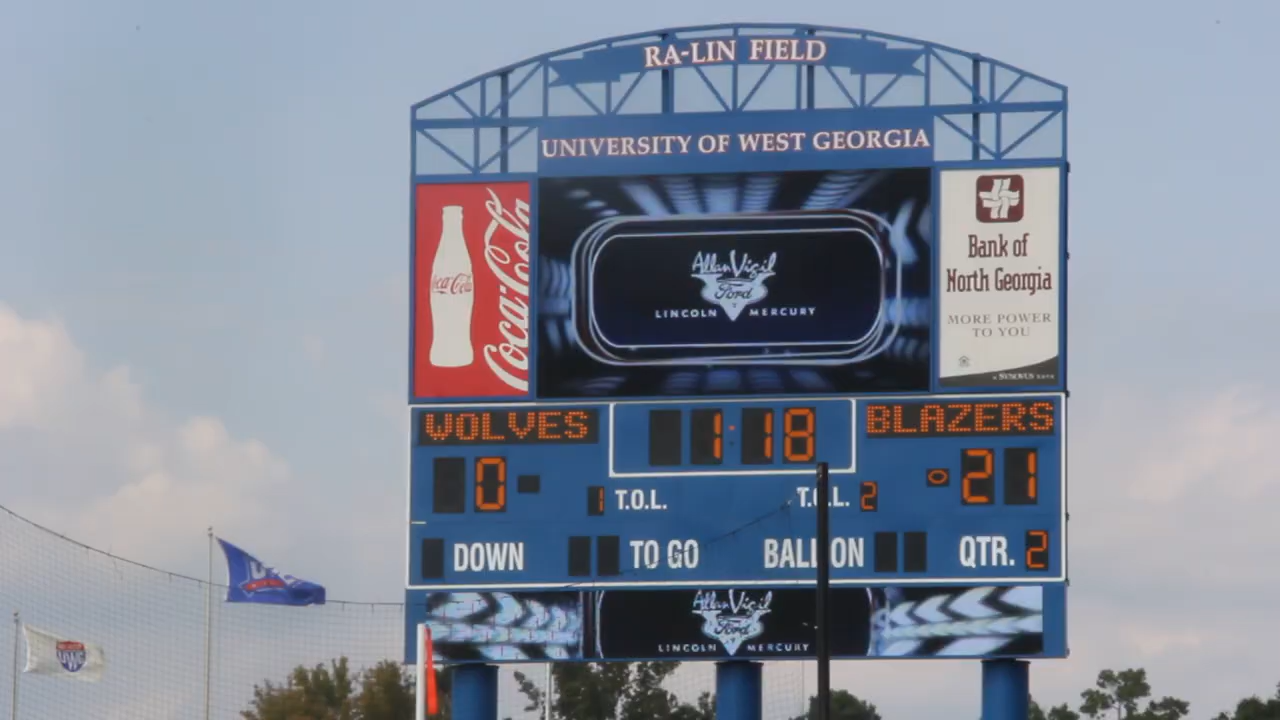 RA-LIN FIELD
UNIVERSITY OF WEST GEORGIA
Coca-Cola
Coca-Cola
Allan Vigil
Ford
LINCOLN MERCURY
Bank of
North Georgia
MORE POWER
TO YOU
WOLVES 1:18 BLAZERS
0 21
1 T.O.L. T.O.L. 2
DOWN TO GO BALL ON QTR. 2
Allan Vigil
Ford
LINCOLN MERCURY
UWG